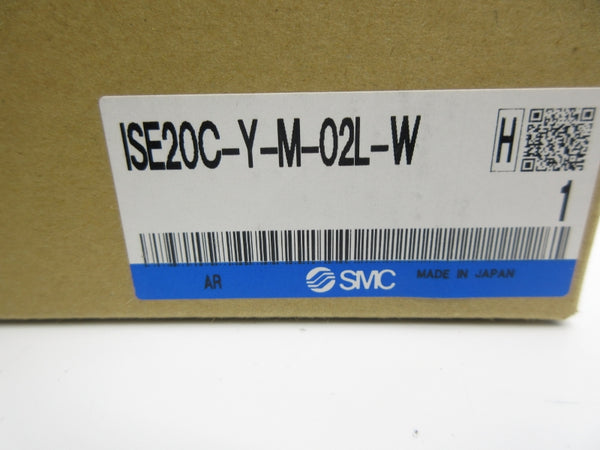 ISE20C-Y-M-02L-W
H
1
AR
SMC
MADE IN JAPAN